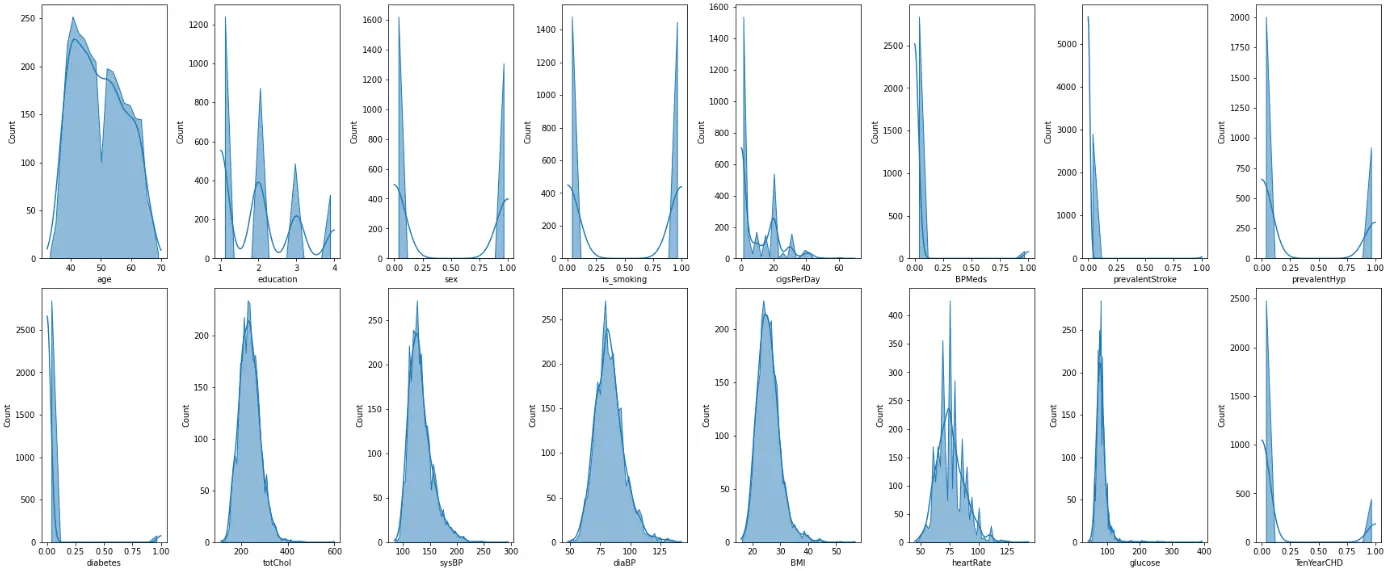 250
200
150
100
50
0
Count
40 50 60 70
age
1200
1000
800
600
400
200
0
Count
1 2 3 4
education
1600
1400
1200
1000
800
600
400
200
0
Count
0.00 0.25 0.50 0.75 1.00
sex
1400
1200
1000
800
600
400
200
0
Count
0.00 0.25 0.50 0.75 1.00
is_smoking
1600
1400
1200
1000
800
600
400
200
0
Count
0 20 40 60
cigsPerDay
2500
2000
1500
1000
500
0
Count
0.00 0.25 0.50 0.75 1.00
BPMeds
5000
4000
3000
2000
1000
0
Count
0.00 0.25 0.50 0.75 1.00
prevalentStroke
2000
1750
1500
1250
1000
750
500
250
0
Count
0.00 0.25 0.50 0.75 1.00
prevalentHyp
2500
2000
1500
1000
500
0
Count
0.00 0.25 0.50 0.75 1.00
diabetes
200
150
100
50
0
Count
200 400 600
totChol
250
200
150
100
50
0
Count
100 150 200 250 300
sysBP
250
200
150
100
50
0
Count
50 75 100 125
diaBP
200
150
100
50
0
Count
20 30 40 50
BMI
450
400
350
300
250
200
150
100
50
0
Count
50 75 100 125
heartRate
250
200
150
100
50
0
Count
100 200 300 400
glucose
2500
2000
1500
1000
500
0
Count
0.00 0.25 0.50 0.75 1.00
TenYearCHD